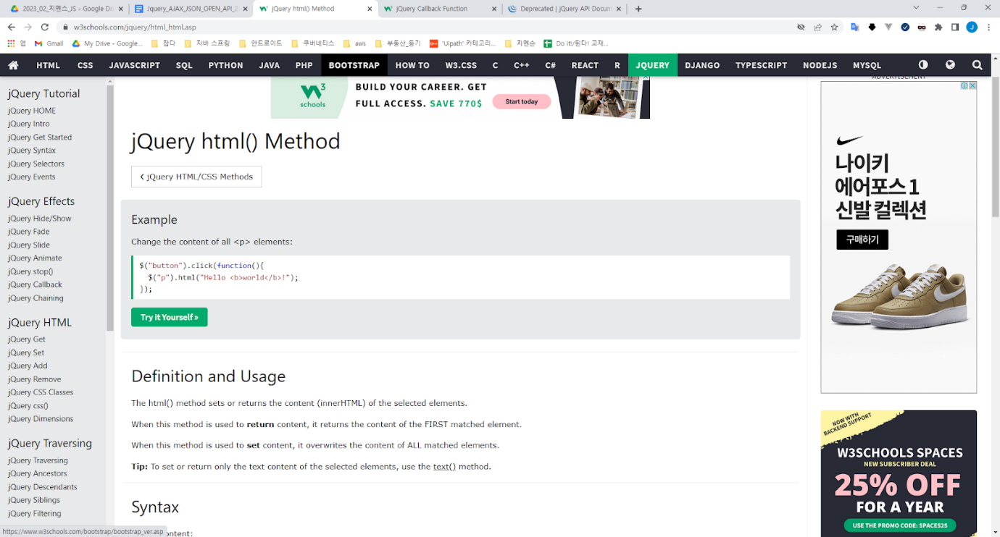 2023_02_지멘스_JS - Google Dri
Jquery_AJAX_JSON_OPEN_API_2
jQuery html() Method
jQuery Callback Function
Deprecated | jQuery API Docum
w3schools.com/jquery/html_html.asp
앱
Gmail
My Drive - Google...
잡다
자바 스프링
안드로이드
쿠버네티스
aws
부동산_등기
'Uipath' 카테고리...
지멘슨
Do it!/된다! 교재...
HTML
CSS
JAVASCRIPT
SQL
PYTHON
JAVA
PHP
BOOTSTRAP
HOW TO
W3.CSS
C
C++
C#
REACT
R
JQUERY
DJANGO
TYPESCRIPT
NODEJS
MYSQL
jQuery Tutorial
jQuery HOME
jQuery Intro
jQuery Get Started
jQuery Syntax
jQuery Selectors
jQuery Events
jQuery Effects
jQuery Hide/Show
jQuery Fade
jQuery Slide
jQuery Animate
jQuery stop()
jQuery Callback
jQuery Chaining
jQuery HTML
jQuery Get
jQuery Set
jQuery Add
jQuery Remove
jQuery CSS Classes
jQuery css()
jQuery Dimensions
jQuery Traversing
jQuery Traversing
jQuery Ancestors
jQuery Descendants
jQuery Siblings
jQuery Filtering
https://www.w3schools.com/bootstrap/bootstrap_ver.asp
3
schools
BUILD YOUR CAREER. GET
FULL ACCESS. SAVE 770$
Start today
jQuery html() Method
❮ jQuery HTML/CSS Methods
Example
Change the content of all <p> elements:
$("button").click(function(){
$("p").html("Hello <b>world</b>!");
});
Try it Yourself »
Definition and Usage
The html() method sets or returns the content (innerHTML) of the selected elements.
When this method is used to return content, it returns the content of the FIRST matched element.
When this method is used to set content, it overwrites the content of ALL matched elements.
Tip: To set or return only the text content of the selected elements, use the text() method.
Syntax
ontent:
ADVERTISEMENT
나이키
에어포스 1
신발 컬렉션
구매하기
NOW WITH
BACKEND SUPPORT
W3SCHOOLS SPACES
NEW SUBSCRIBER DEAL
25% OFF
FOR A YEAR
USE THE PROMO CODE: SPACES25